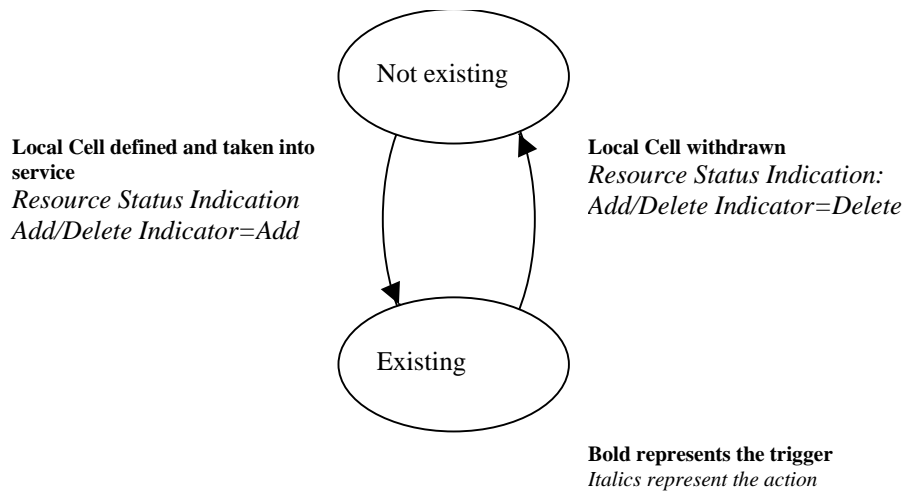 Not existing
Local Cell defined and taken into
service
Resource Status Indication
Add/Delete Indicator=Add
Local Cell withdrawn
Resource Status Indication:
Add/Delete Indicator=Delete
Existing
Bold represents the trigger
Italics represent the action